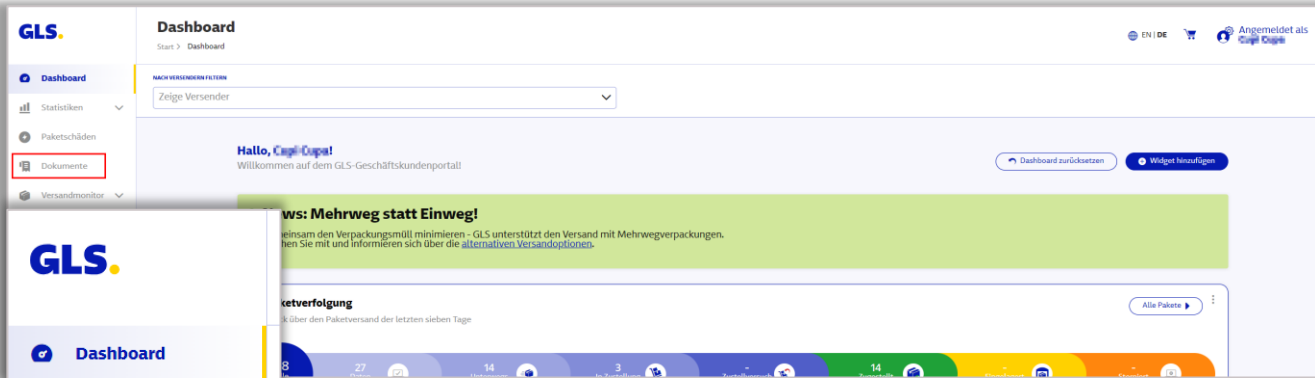 GLS.
Dashboard
Start > Dashboard
EN | DE
Angemeldet als
Dashboard
NACH VERSENDERN FILTERN
Zeige Versender
Statistiken
Paketschäden
Dokumente
Versandmonitor
Hallo,
Willkommen auf dem GLS-Geschäftskundenportal!
Dashboard zurücksetzen
Widget hinzufügen
ws: Mehrweg statt Einweg!
einsam den Verpackungsmüll minimieren - GLS unterstützt den Versand mit Mehrwegverpackungen.
hen Sie mit und informieren sich über die alternativen Versandoptionen.
GLS.
Dashboard
ketverfolgung
k über den Paketversand der letzten sieben Tage
Alle Pakete
8
27
14
3
-
14
-
-